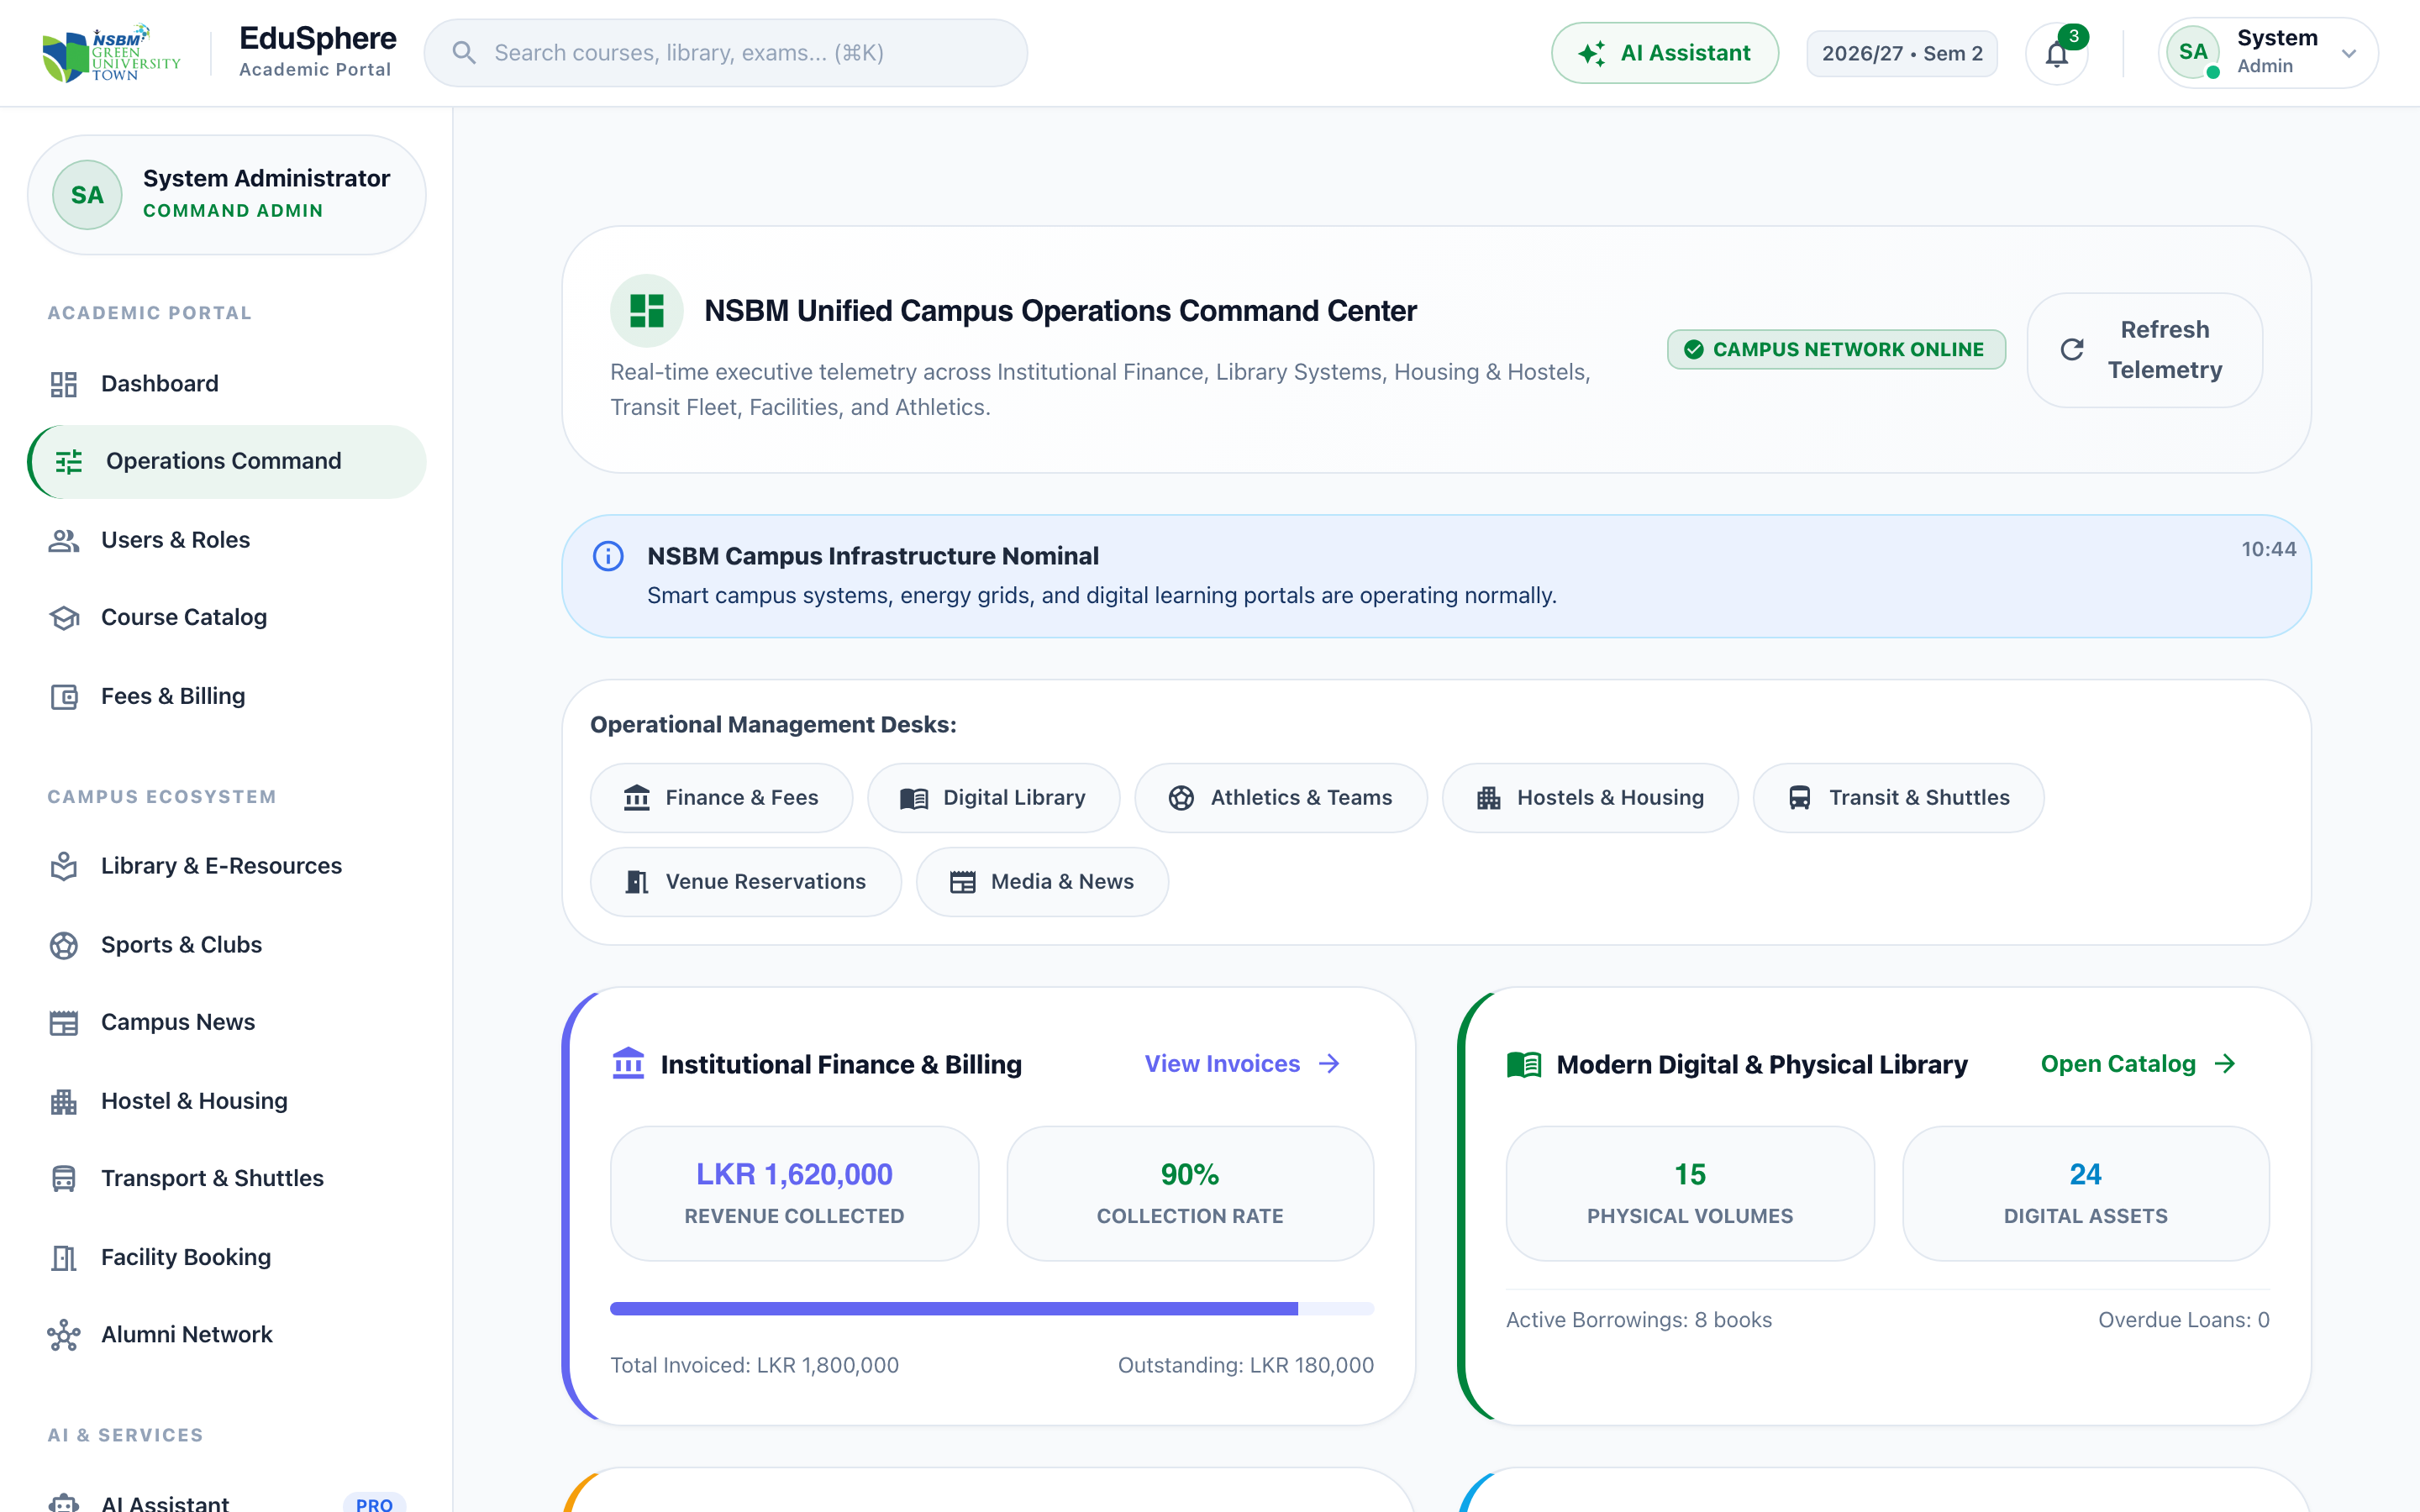 NSBM
GREEN
UNIVERSITY
TOWN
EduSphere
Academic Portal
Search courses, library, exams... (⌘K)
AI Assistant
2026/27 • Sem 2
3
SA
System
Admin
SA
System Administrator
COMMAND ADMIN
ACADEMIC PORTAL
Dashboard
Operations Command
Users & Roles
Course Catalog
Fees & Billing
CAMPUS ECOSYSTEM
Library & E-Resources
Sports & Clubs
Campus News
Hostel & Housing
Transport & Shuttles
Facility Booking
Alumni Network
AI & SERVICES
AI Assistant
PRO
NSBM Unified Campus Operations Command Center
Real-time executive telemetry across Institutional Finance, Library Systems, Housing & Hostels,
Transit Fleet, Facilities, and Athletics.
CAMPUS NETWORK ONLINE
Refresh
Telemetry
NSBM Campus Infrastructure Nominal
10:44
Smart campus systems, energy grids, and digital learning portals are operating normally.
Operational Management Desks:
Finance & Fees
Digital Library
Athletics & Teams
Hostels & Housing
Transit & Shuttles
Venue Reservations
Media & News
Institutional Finance & Billing
View Invoices
LKR 1,620,000
REVENUE COLLECTED
90%
COLLECTION RATE
Total Invoiced: LKR 1,800,000
Outstanding: LKR 180,000
Modern Digital & Physical Library
Open Catalog
15
PHYSICAL VOLUMES
24
DIGITAL ASSETS
Active Borrowings: 8 books
Overdue Loans: 0